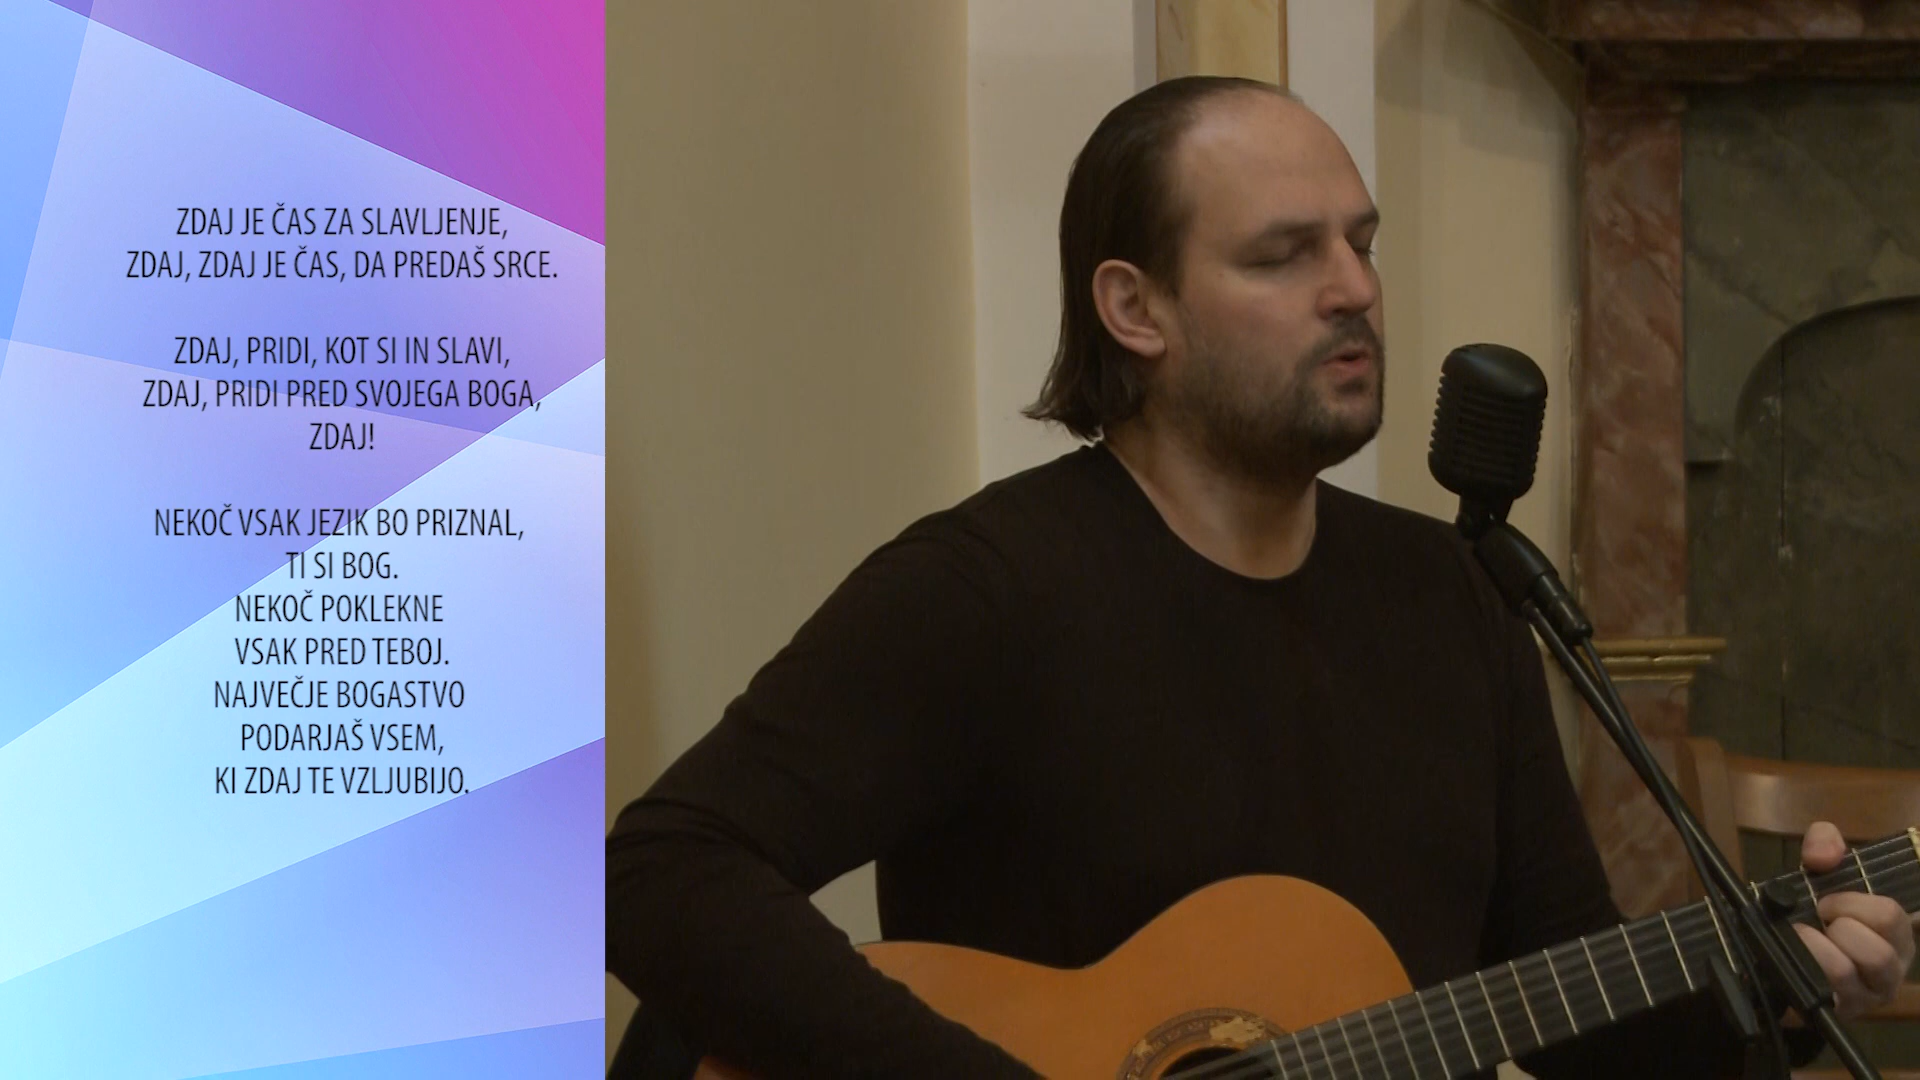 ZDAJ JE ČAS ZA SLAVLJENJE,
ZDAJ, ZDAJ JE ČAS, DA PREDAŠ SRCE.
ZDAJ, PRIDI, KOT SI IN SLAVI,
ZDAJ, PRIDI PRED SVOJEGA BOGA,
ZDAJ!
NEKOČ VSAK JEZIK BO PRIZNAL,
TI SI BOG.
NEKOČ POKLEKNE
VSAK PRED TEBOJ.
NAJVEČJE BOGASTVO
PODARJAŠ VSEM,
KI ZDAJ TE VZLJUBIJO.